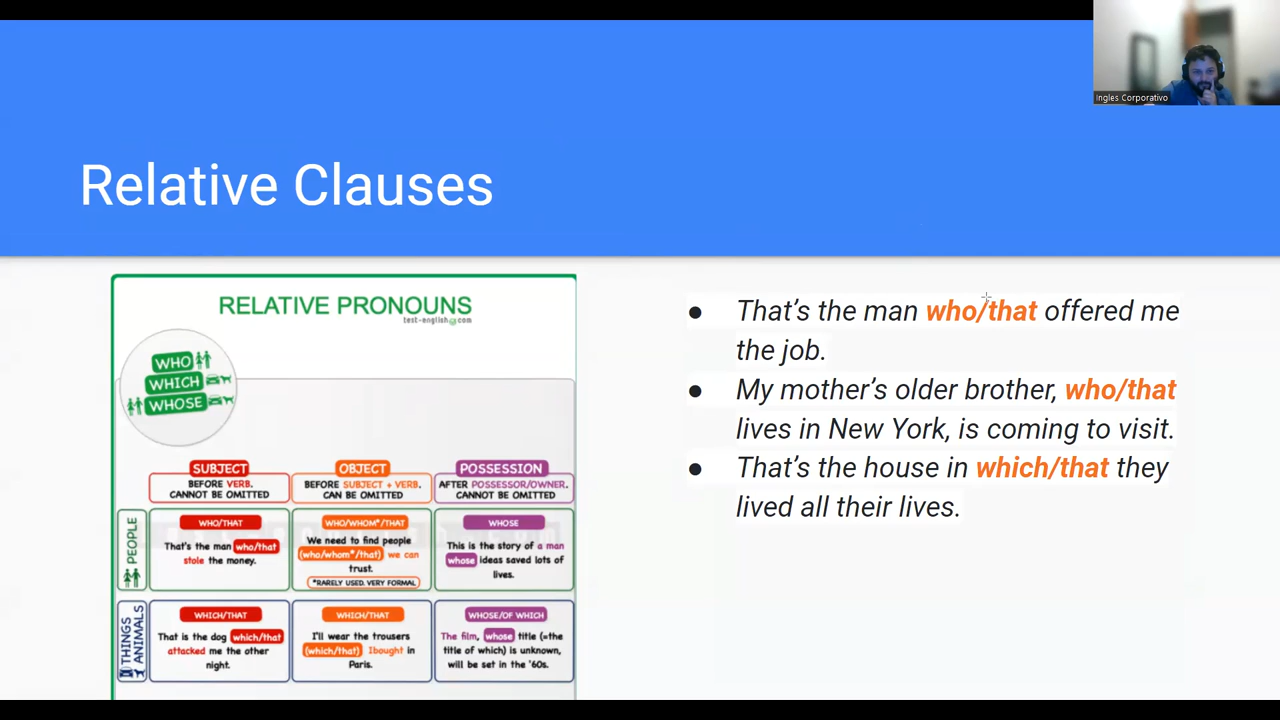 Ingles Corporativo
Relative Clauses
RELATIVE PRONOUNS
test-english.com
WHO
WHICH
WHOSE
SUBJECT
BEFORE VERB.
CANNOT BE OMITTED
OBJECT
BEFORE SUBJECT + VERB.
CAN BE OMITTED
POSSESSION
AFTER POSSESSOR/OWNER.
CANNOT BE OMITTED
PEOPLE
WHO/THAT
That's the man who/that
stole the money.
WHO/WHOM*/THAT
We need to find people
(who/whom*/that) we can
trust.
*RARELY USED. VERY FORMAL
WHOSE
This is the story of a man
whose ideas saved lots of
lives.
THINGS
ANIMALS
WHICH/THAT
That is the dog which/that
attacked me the other
night.
WHICH/THAT
I'll wear the trousers
(which/that) I bought in
Paris.
WHOSE/OF WHICH
The film, whose title (=the
title of which) is unknown,
will be set in the '60s.
● That's the man who/that offered me
the job.
● My mother's older brother, who/that
lives in New York, is coming to visit.
● That's the house in which/that they
lived all their lives.